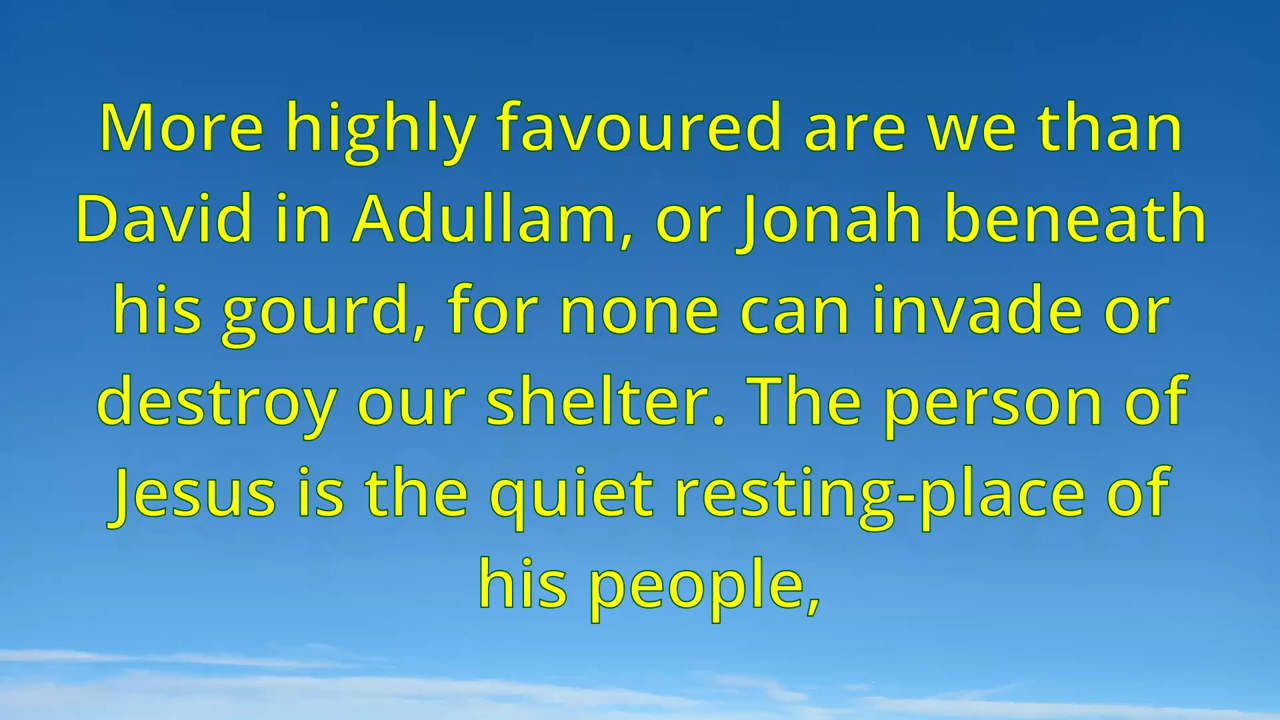 More highly favoured are we than
David in Adullam, or Jonah beneath
his gourd, for none can invade or
destroy our shelter. The person of
Jesus is the quiet resting-place of
his people,